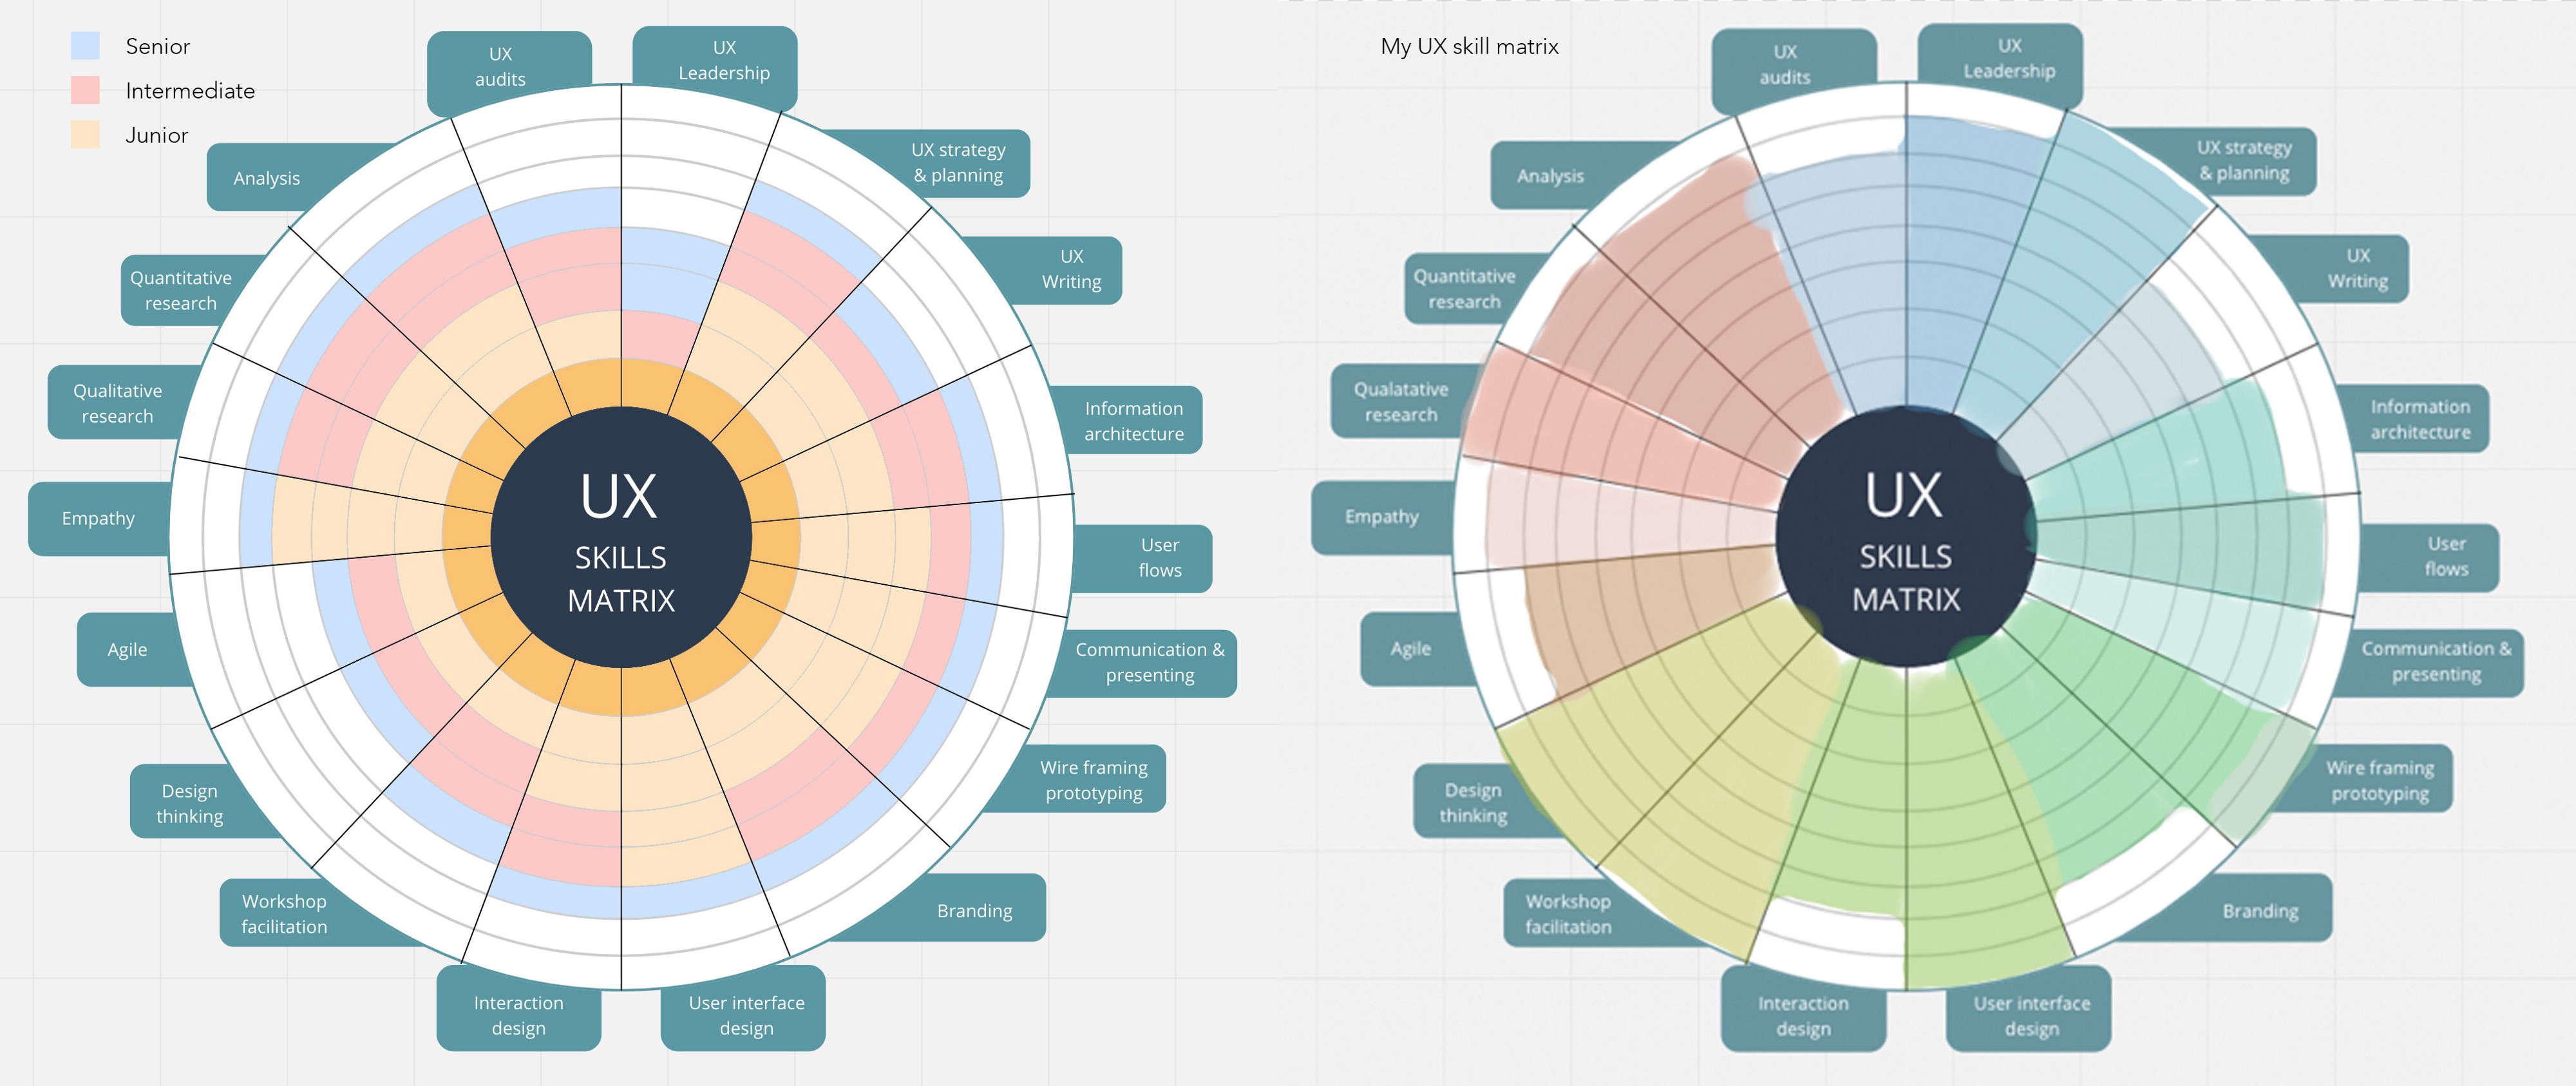 Senior
Intermediate
Junior
UX
audits
UX
Leadership
UX strategy
& planning
UX
Writing
Information
architecture
User
flows
Communication &
presenting
Wire framing
prototyping
Branding
User interface
design
Interaction
design
Workshop
facilitation
Design
thinking
Agile
Empathy
Qualitative
research
Quantitative
research
Analysis
UX
SKILLS
MATRIX
My UX skill matrix
UX
audits
UX
Leadership
UX strategy
& planning
UX
Writing
Information
architecture
User
flows
Communication &
presenting
Wire framing
prototyping
Branding
User interface
design
Interaction
design
Workshop
facilitation
Design
thinking
Agile
Empathy
Qualatative
research
Quantitative
research
Analysis
UX
SKILLS
MATRIX